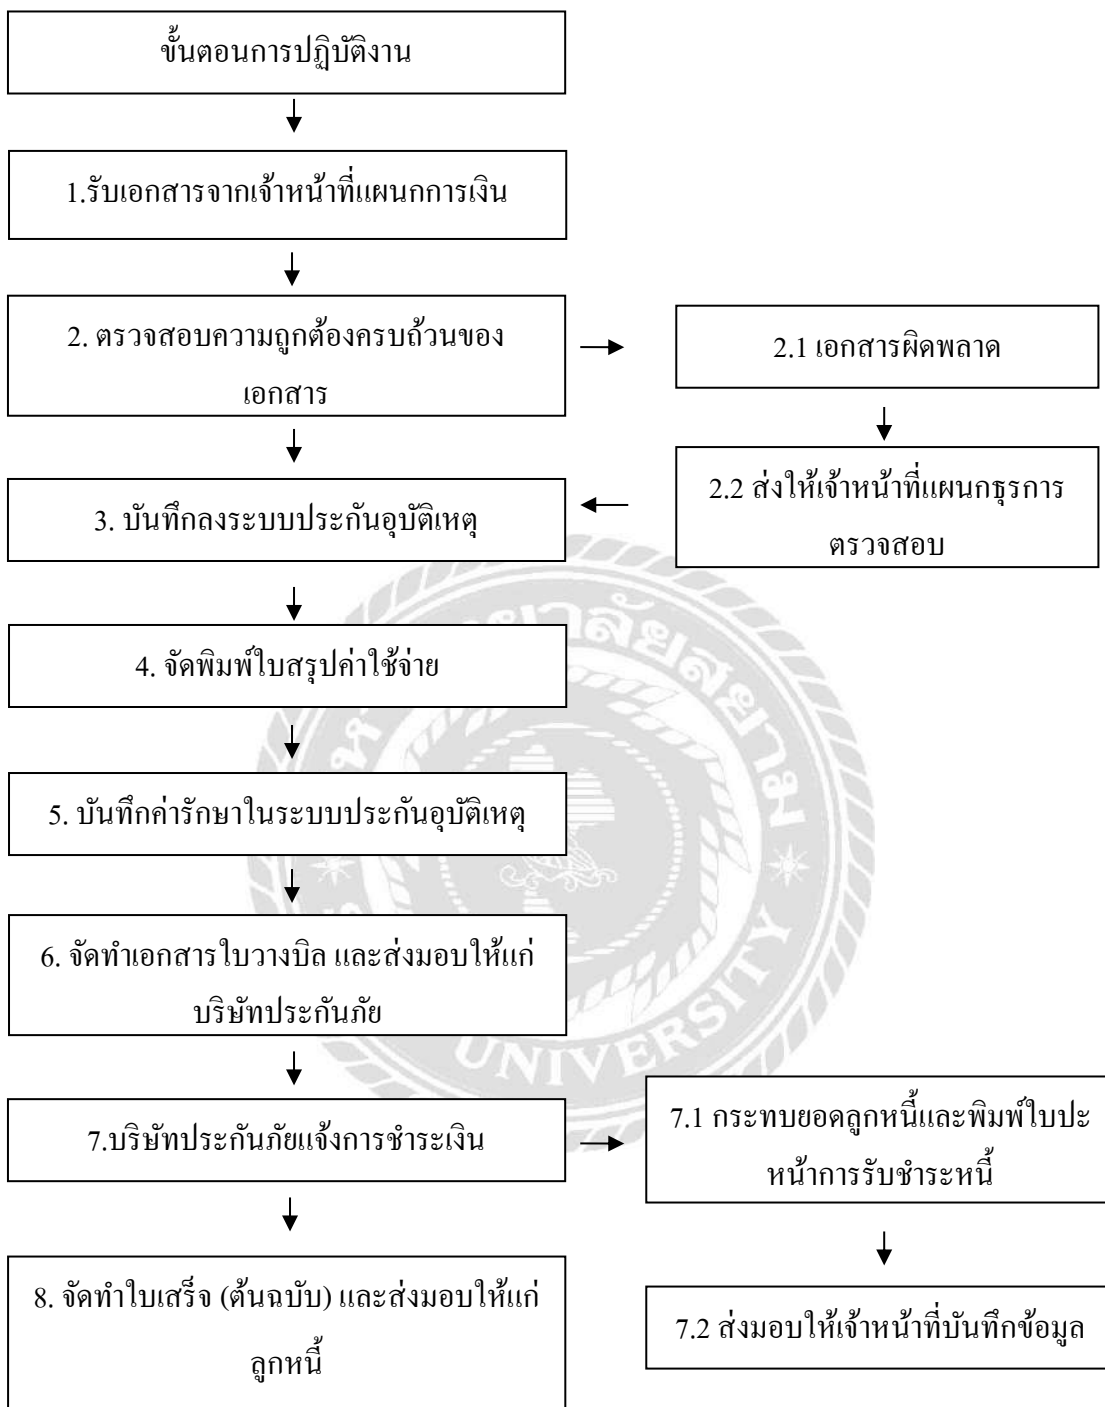 ขั้นตอนการปฏิบัติงาน
1.รับเอกสารจากเจ้าหน้าที่แผนกการเงิน
2. ตรวจสอบความถูกต้องครบถ้วนของ
เอกสาร
2.1 เอกสารผิดพลาด
2.2 ส่งให้เจ้าหน้าที่แผนกธุรการ
ตรวจสอบ
3. บันทึกลงระบบประกันอุบัติเหตุ
4. จัดพิมพ์ใบสรุปค่าใช้จ่าย
5. บันทึกค่ารักษาในระบบประกันอุบัติเหตุ
6. จัดทำเอกสารใบวางบิล และส่งมอบให้แก่
บริษัทประกันภัย
7.บริษัทประกันภัยแจ้งการชำระเงิน
7.1 กระทบยอดลูกหนี้และพิมพ์ใบปะ
หน้าการรับชำระหนี้
7.2 ส่งมอบให้เจ้าหน้าที่บันทึกข้อมูล
8. จัดทำใบเสร็จ (ต้นฉบับ) และส่งมอบให้แก่
ลูกหนี้
UNIVERSITY